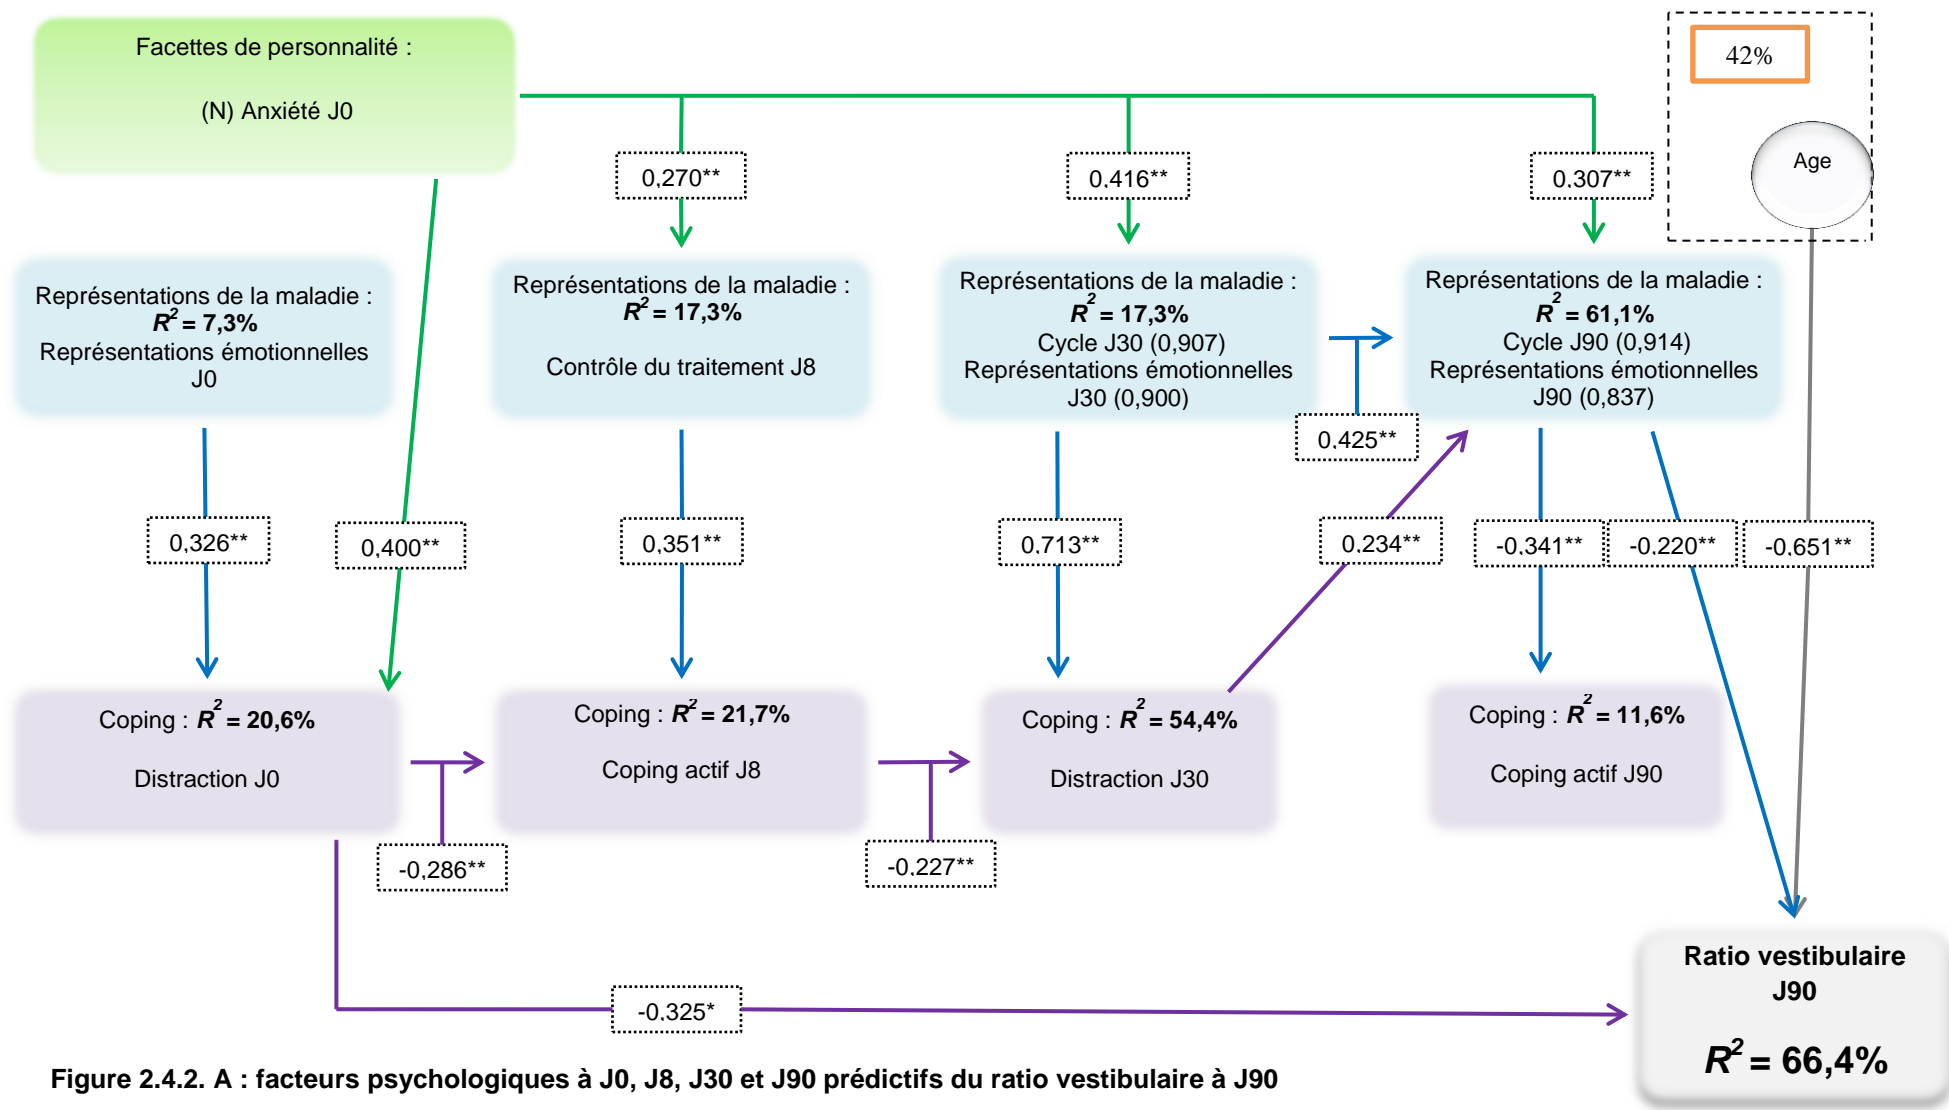 Facettes de personnalité :
(N) Anxiété J0
42%
Age
0,270**
0,416**
0,307**
Représentations de la maladie :
R² = 7,3%
Représentations émotionnelles
J0
Représentations de la maladie :
R² = 17,3%
Contrôle du traitement J8
Représentations de la maladie :
R² = 17,3%
Cycle J30 (0,907)
Représentations émotionnelles
J30 (0,900)
Représentations de la maladie :
R² = 61,1%
Cycle J90 (0,914)
Représentations émotionnelles
J90 (0,837)
0,425**
0,326**
0,400**
0,351**
0,713**
0,234**
-0,341**
-0,220**
-0,651**
Coping : R² = 20,6%
Distraction J0
Coping : R² = 21,7%
Coping actif J8
Coping : R² = 54,4%
Distraction J30
Coping : R² = 11,6%
Coping actif J90
-0,286**
-0,227**
-0,325*
Ratio vestibulaire
J90
R² = 66,4%
Figure 2.4.2. A : facteurs psychologiques à J0, J8, J30 et J90 prédictifs du ratio vestibulaire à J90